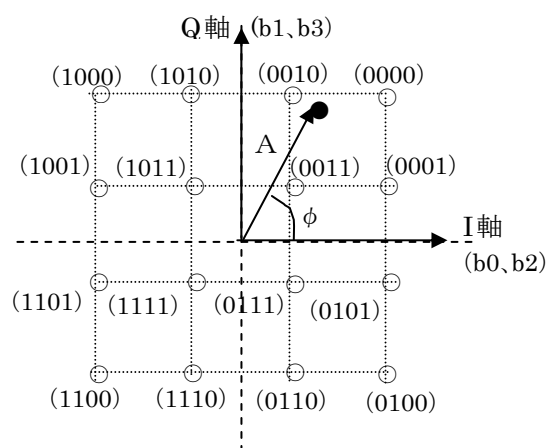 Q軸 (b1、b3)
(1000) (1010) (0010) (0000)
A
(1001) (1011) (0011) (0001)
φ
I軸
(b0、b2)
(1101) (1111) (0111) (0101)
(1100) (1110) (0110) (0100)